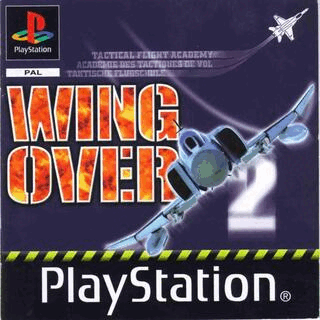 PlayStation
PAL
TACTICAL FLIGHT ACADEMY
ACADEMIE DES TACTIQUES DE VOL
TAKTISCHE FLUGSCHULE
WING
OVER
2
PlayStation®